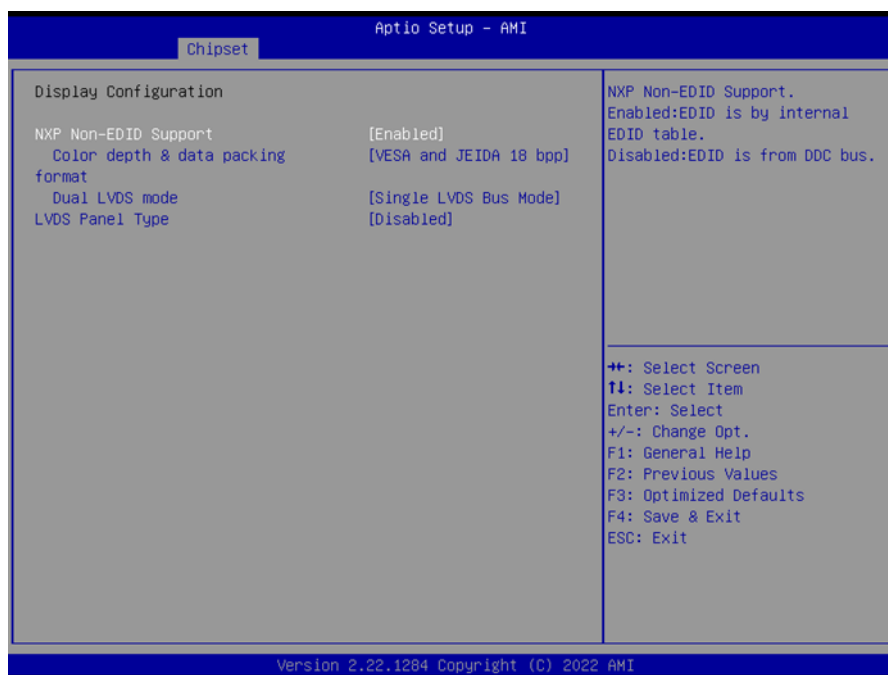 Aptio Setup – AMI
Chipset
Display Configuration
NXP Non-EDID Support [Enabled]
Color depth & data packing [VESA and JEIDA 18 bpp]
format
Dual LVDS mode [Single LVDS Bus Mode]
LVDS Panel Type [Disabled]
NXP Non-EDID Support.
Enabled:EDID is by internal
EDID table.
Disabled:EDID is from DDC bus.
→←: Select Screen
↑↓: Select Item
Enter: Select
+/-: Change Opt.
F1: General Help
F2: Previous Values
F3: Optimized Defaults
F4: Save & Exit
ESC: Exit
Version 2.22.1284 Copyright (C) 2022 AMI